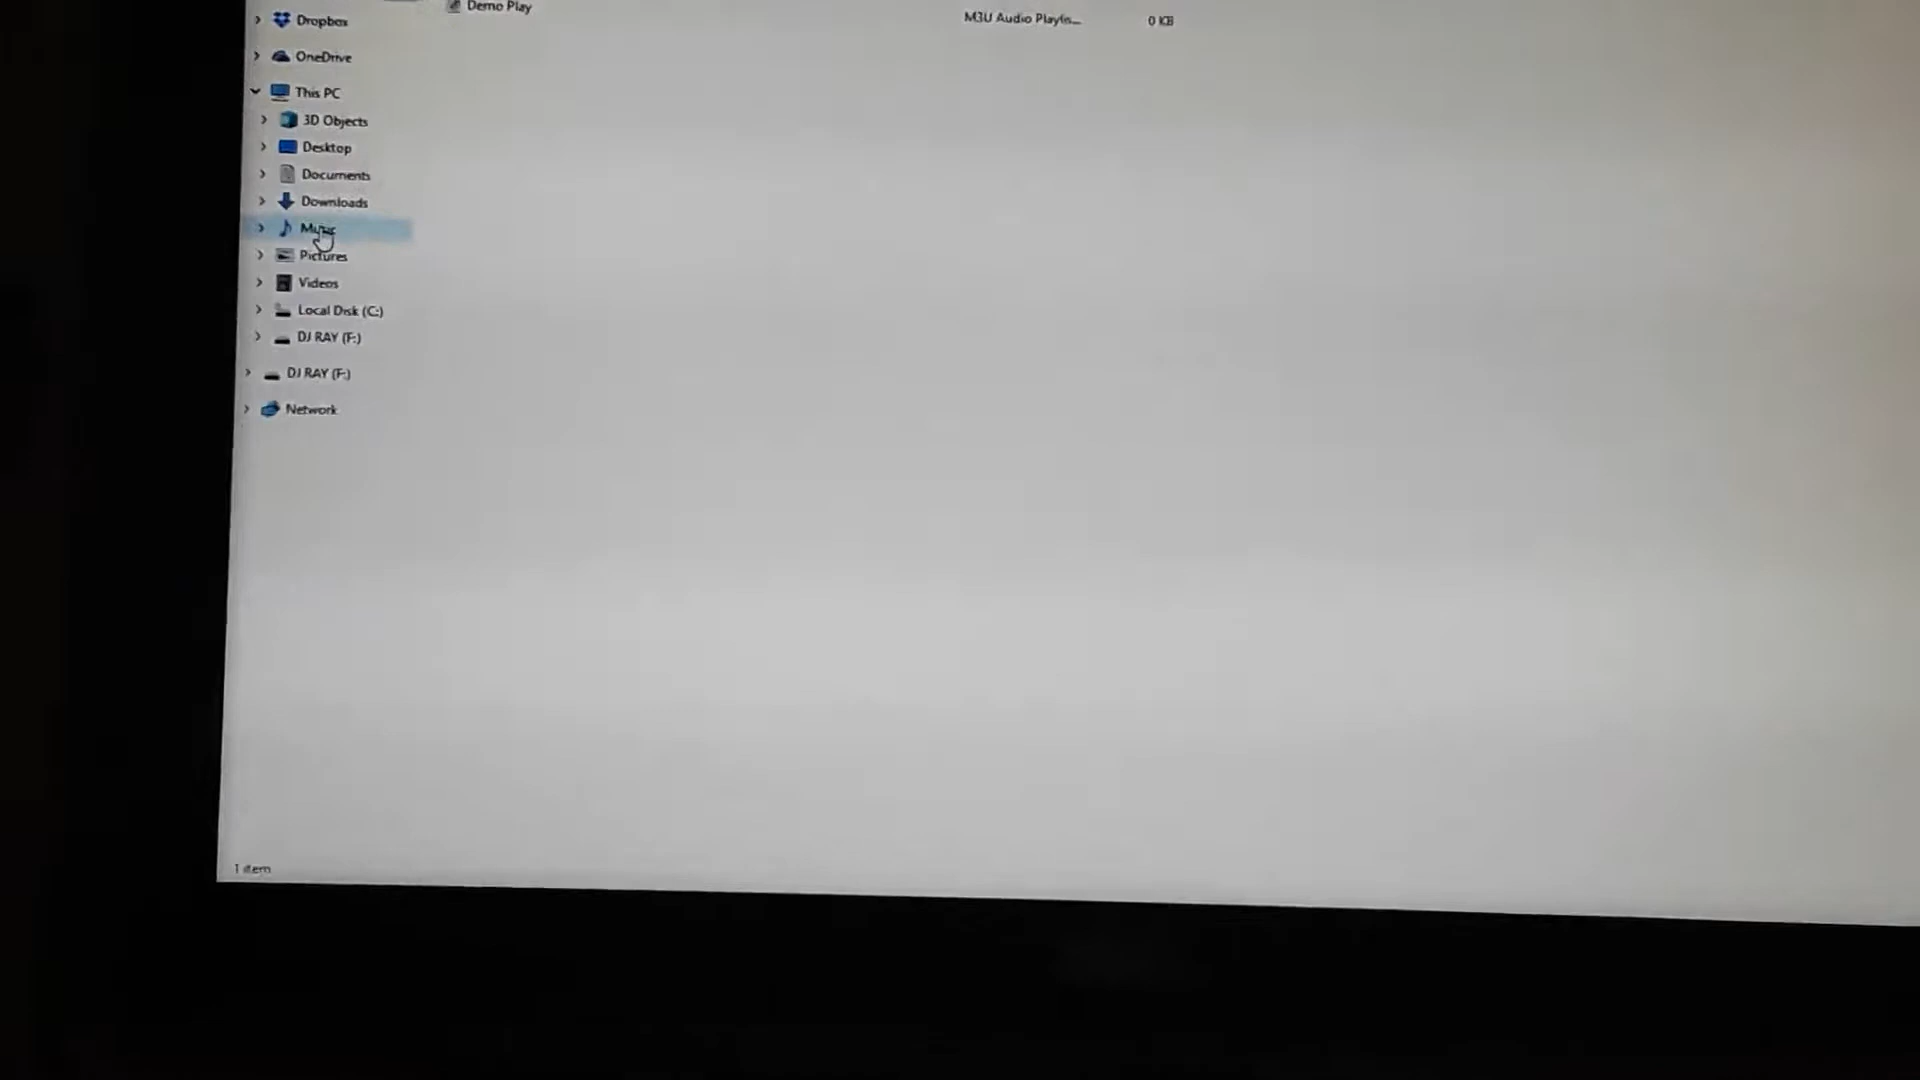 Demo Play
M3U Audio Playlis... 0 KB
Dropbox
OneDrive
This PC
3D Objects
Desktop
Documents
Downloads
Music
Pictures
Videos
Local Disk (C:)
DJ RAY (F:)
DJ RAY (F:)
Network
1 item